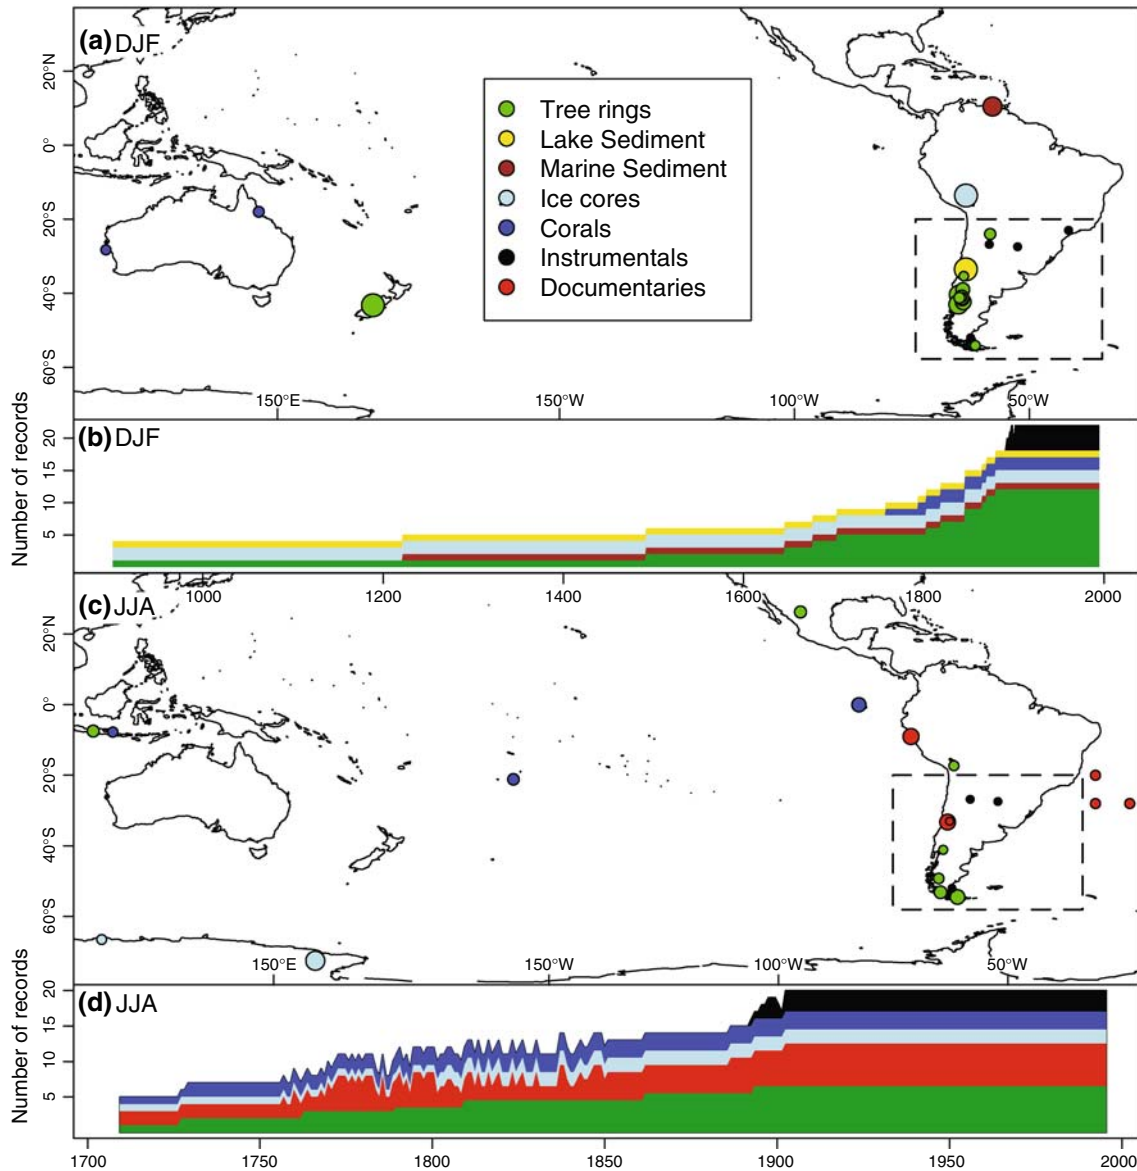 (a) DJF
20°N
0°
20°S
40°S
60°S
Tree rings
Lake Sediment
Marine Sediment
Ice cores
Corals
Instrumentals
Documentaries
150°E
150°W
100°W
50°W
(b) DJF
Number of records
20
15
10
5
1000
1200
1400
1600
1800
2000
(c) JJA
20°N
0°
20°S
40°S
60°S
150°E
150°W
100°W
50°W
(d) JJA
Number of records
20
15
10
5
1700
1750
1800
1850
1900
1950
2000